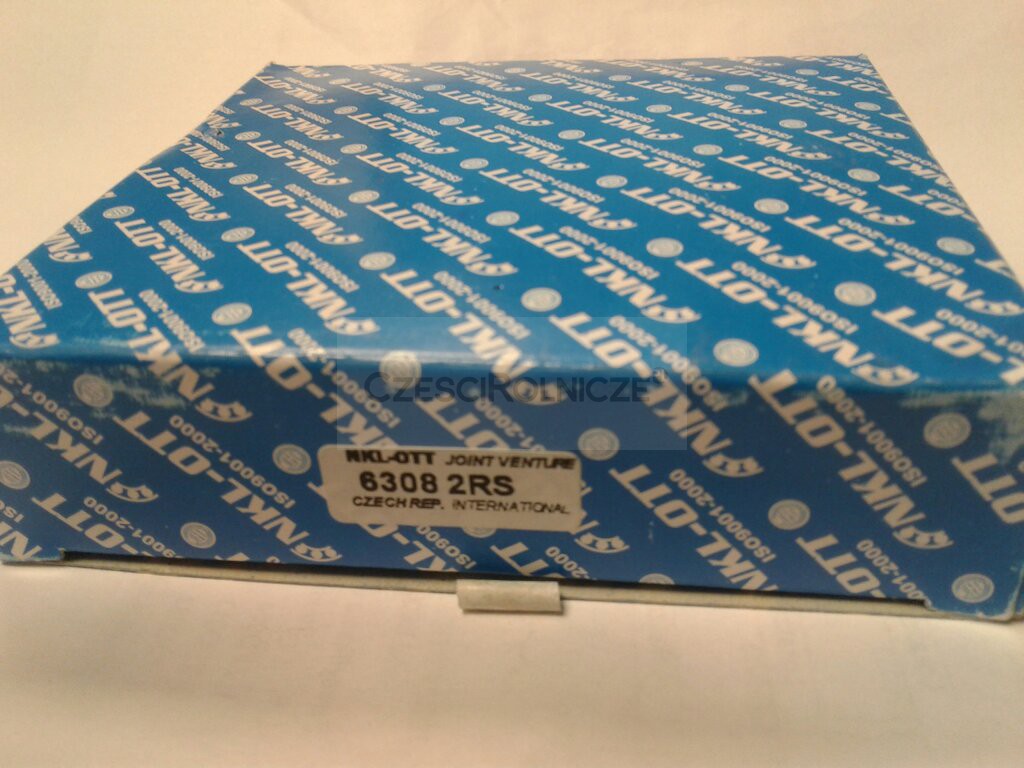 NKL-OTT
ISO9001-2000
CZESCIROLNICZE
NKL-OTT JOINT VENTURE
6308 2RS
CZECH REP. INTERNATIONAL